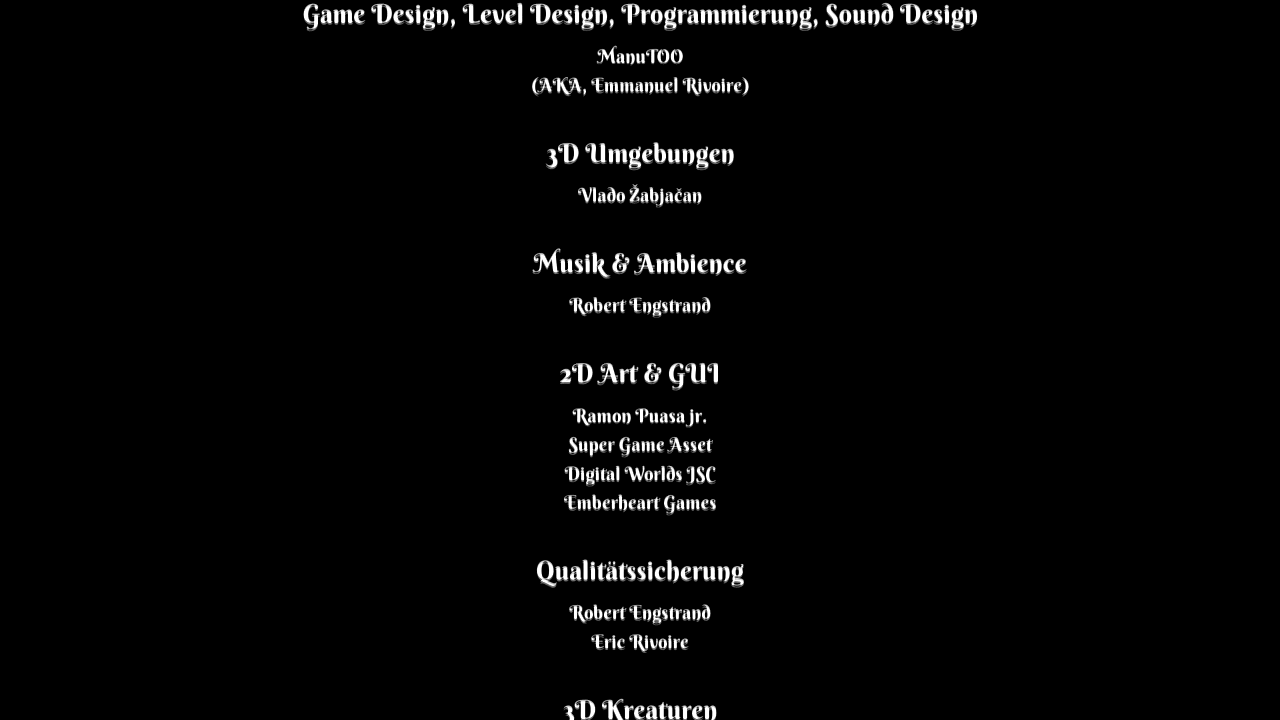 Game Design, Level Design, Programmierung, Sound Design
ManuTOO
(AKA, Emmanuel Rivoire)
3D Umgebungen
Vlado Žabjačan
Musik & Ambience
Robert Engstrand
2D Art & GUI
Ramon Puasa jr.
Super Game Asset
Digital Worlds JSC
Emberheart Games
Qualitätssicherung
Robert Engstrand
Eric Rivoire
3D Kreaturen